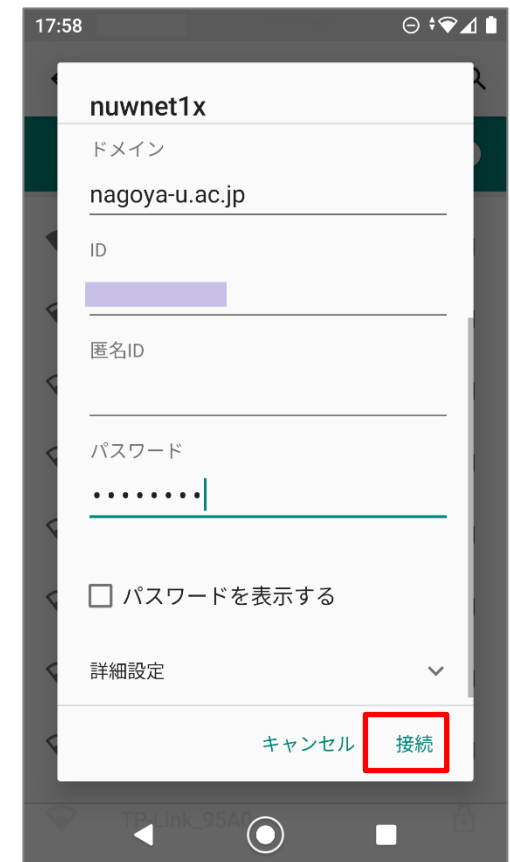 17:58
nuwnet1x
ドメイン
nagoya-u.ac.jp
ID
匿名ID
パスワード
••••••••
パスワードを表示する
詳細設定
キャンセル 接続
TP-Link_95A0